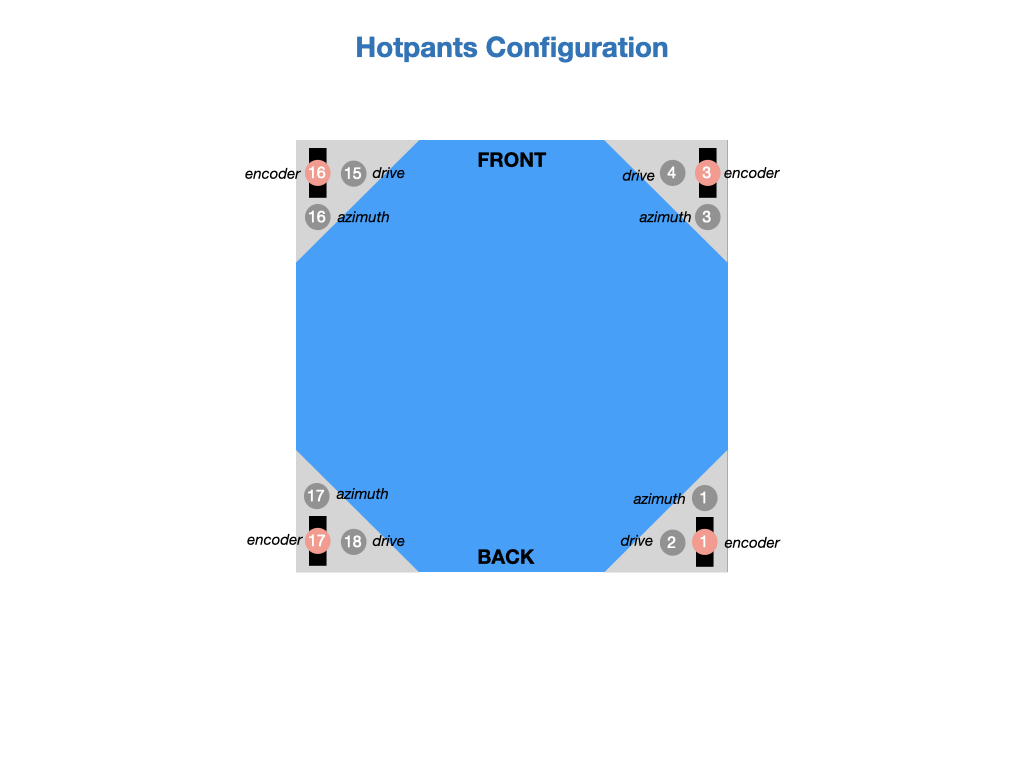 Hotpants Configuration
FRONT
encoder 16 15 drive
drive 4 3 encoder
16 azimuth
azimuth 3
17 azimuth
azimuth 1
encoder 17 18 drive
drive 2 1 encoder
BACK